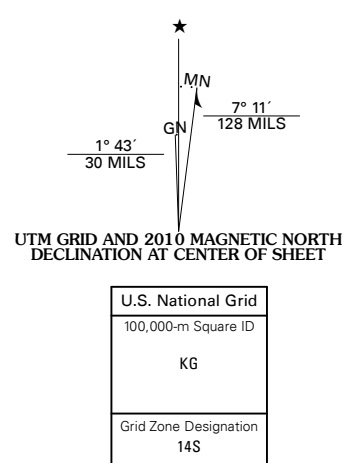 ★
MN
7° 11´
128 MILS
GN
1° 43´
30 MILS
UTM GRID AND 2010 MAGNETIC NORTH
DECLINATION AT CENTER OF SHEET
U.S. National Grid
100,000-m Square ID
KG
Grid Zone Designation
14S